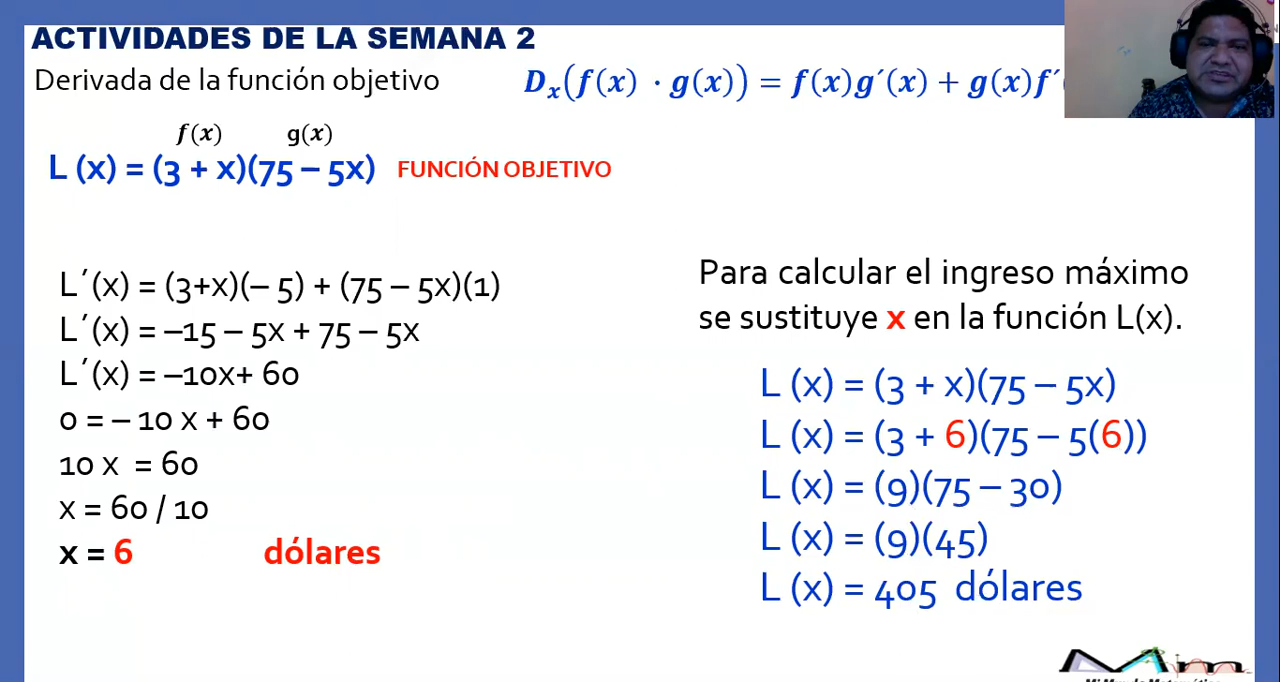 ACTIVIDADES DE LA SEMANA 2
Derivada de la función objetivo
Dₓ(f(x) · g(x)) = f(x)g´(x) + g(x)f´
f(x) g(x)
L (x) = (3 + x)(75 – 5x) FUNCIÓN OBJETIVO
L´(x) = (3+x)(– 5) + (75 – 5x)(1)
L´(x) = –15 – 5x + 75 – 5x
L´(x) = –10x+ 60
0 = – 10 x + 60
10 x = 60
x = 60 / 10
x = 6 dólares
Para calcular el ingreso máximo
se sustituye x en la función L(x).
L (x) = (3 + x)(75 – 5x)
L (x) = (3 + 6)(75 – 5(6))
L (x) = (9)(75 – 30)
L (x) = (9)(45)
L (x) = 405 dólares